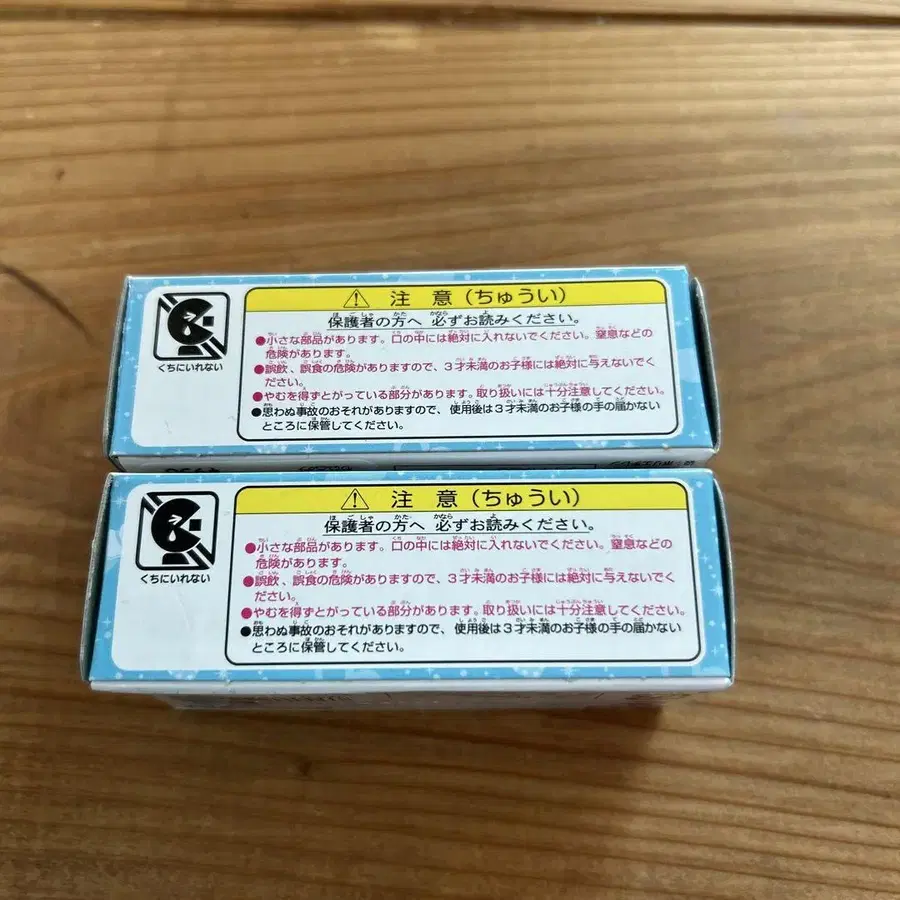 注 意（ちゅうい）
保護者の方へ 必ずお読みください。
●小さな部品があります。口の中には絶対に入れないでください。窒息などの
危険があります。
●誤飲、誤食の危険がありますので、３才未満のお子様には絶対に与えないでく
ださい。
●やむを得ずとがっている部分があります。取り扱いには十分注意してください。
●思わぬ事故のおそれがありますので、使用後は３才未満のお子様の手の届かない
ところに保管してください。
くちにいれない
注 意（ちゅうい）
保護者の方へ 必ずお読みください。
●小さな部品があります。口の中には絶対に入れないでください。窒息などの
危険があります。
●誤飲、誤食の危険がありますので、３才未満のお子様には絶対に与えないでく
ださい。
●やむを得ずとがっている部分があります。取り扱いには十分注意してください。
●思わぬ事故のおそれがありますので、使用後は３才未満のお子様の手の届かない
ところに保管してください。
くちにいれない